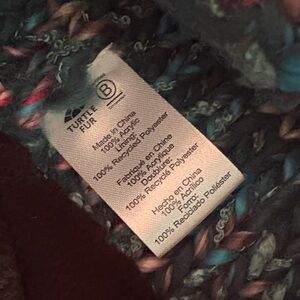 TURTLE
FUR
B
Made in China
100% Acrylic
Lining:
100% Recycled Polyester
Fabriqué en Chine
100% Acrylique
Doublure:
100% Recyclé Polyester
Hecho en China
100% Acrílico
Forro:
100% Reciclado Poliéster